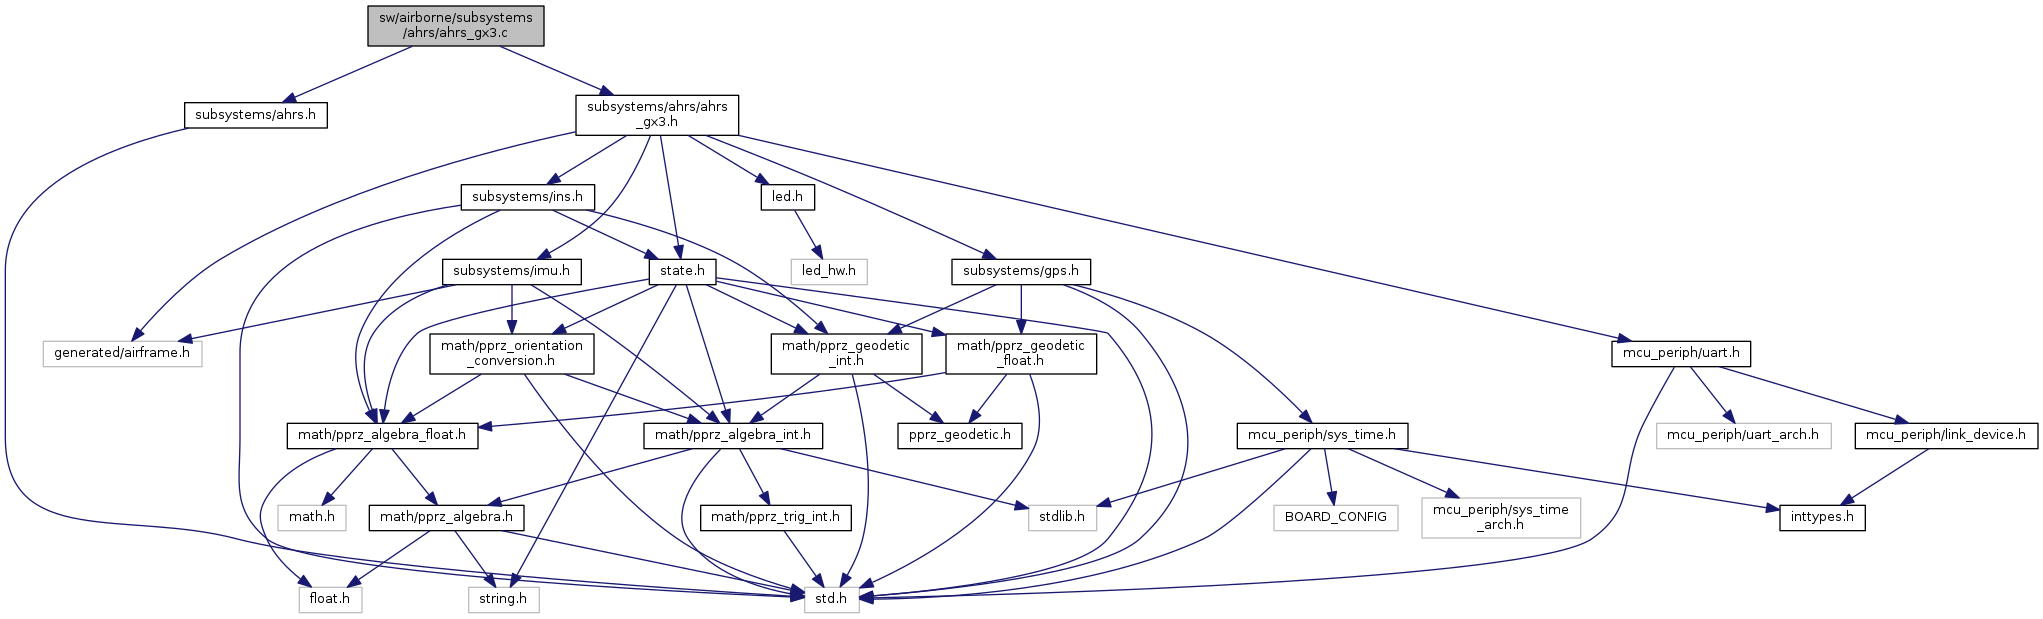 sw/airborne/subsystems
/ahrs/ahrs_gx3.c
subsystems/ahrs.h
subsystems/ahrs/ahrs
_gx3.h
subsystems/ins.h
led.h
subsystems/imu.h
state.h
led_hw.h
subsystems/gps.h
generated/airframe.h
math/pprz_orientation
_conversion.h
math/pprz_geodetic
_int.h
math/pprz_geodetic
_float.h
mcu_periph/uart.h
math/pprz_algebra_float.h
math/pprz_algebra_int.h
pprz_geodetic.h
mcu_periph/sys_time.h
mcu_periph/uart_arch.h
mcu_periph/link_device.h
math.h
math/pprz_algebra.h
math/pprz_trig_int.h
stdlib.h
BOARD_CONFIG
mcu_periph/sys_time
_arch.h
inttypes.h
float.h
string.h
std.h